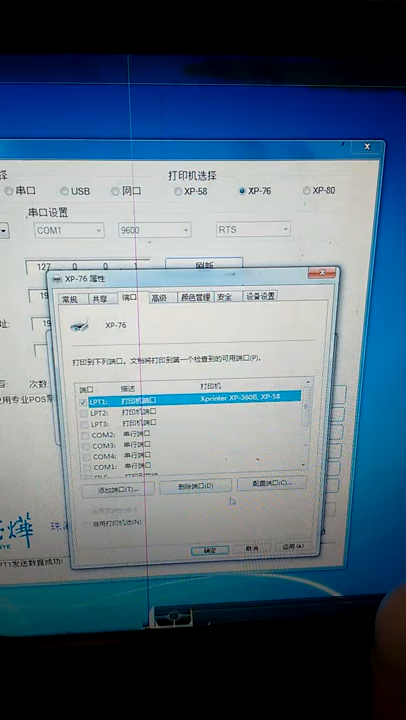 择
打印机选择
串口
USB
网口
XP-58
XP-76
XP-80
串口设置
COM1
9600
RTS
127 0 0 1
刷新
XP-76 属性
常规
共享
端口
高级
颜色管理
安全
设备设置
XP-76
打印到下列端口。文档将打印到第一个检查到的可用端口(P)。
端口
描述
打印机
LPT1:
打印机端口
Xprinter XP-360B, XP-58
LPT2:
打印机端口
LPT3:
打印机端口
COM2:
串行端口
COM3:
串行端口
COM4:
串行端口
COM1:
串行端口
添加端口(T)...
删除端口(D)
配置端口(C)...
启用打印机池(N)
确定
取消
应用(A)
次数:
使用专业POS
PT1发送数据成功!